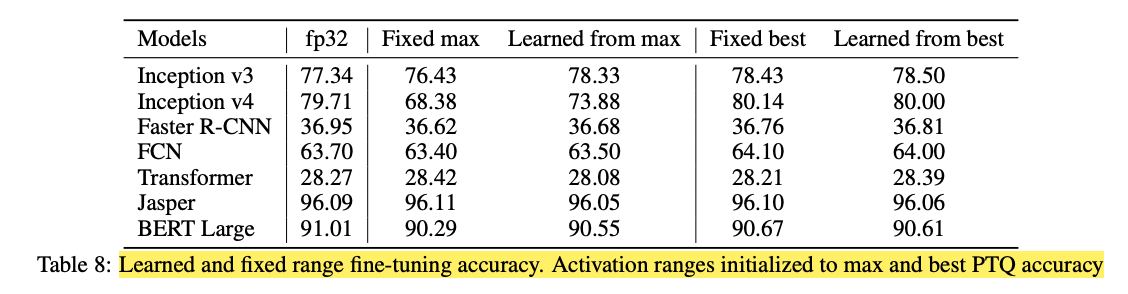 Models fp32 Fixed max Learned from max Fixed best Learned from best
Inception v3 77.34 76.43 78.33 78.43 78.50
Inception v4 79.71 68.38 73.88 80.14 80.00
Faster R-CNN 36.95 36.62 36.68 36.76 36.81
FCN 63.70 63.40 63.50 64.10 64.00
Transformer 28.27 28.42 28.08 28.21 28.39
Jasper 96.09 96.11 96.05 96.10 96.06
BERT Large 91.01 90.29 90.55 90.67 90.61
Table 8: Learned and fixed range fine-tuning accuracy. Activation ranges initialized to max and best PTQ accuracy